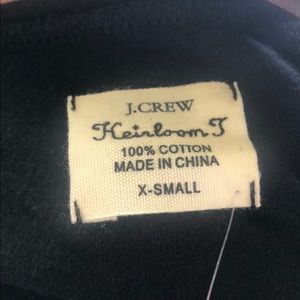 J.CREW
Heirloom T
100% COTTON
MADE IN CHINA
X-SMALL